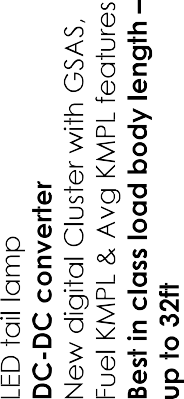 LED tail lamp
DC-DC converter
New digital Cluster with GSAS,
Fuel KMPL & Avg KMPL features
Best in class load body length –
up to 32ft